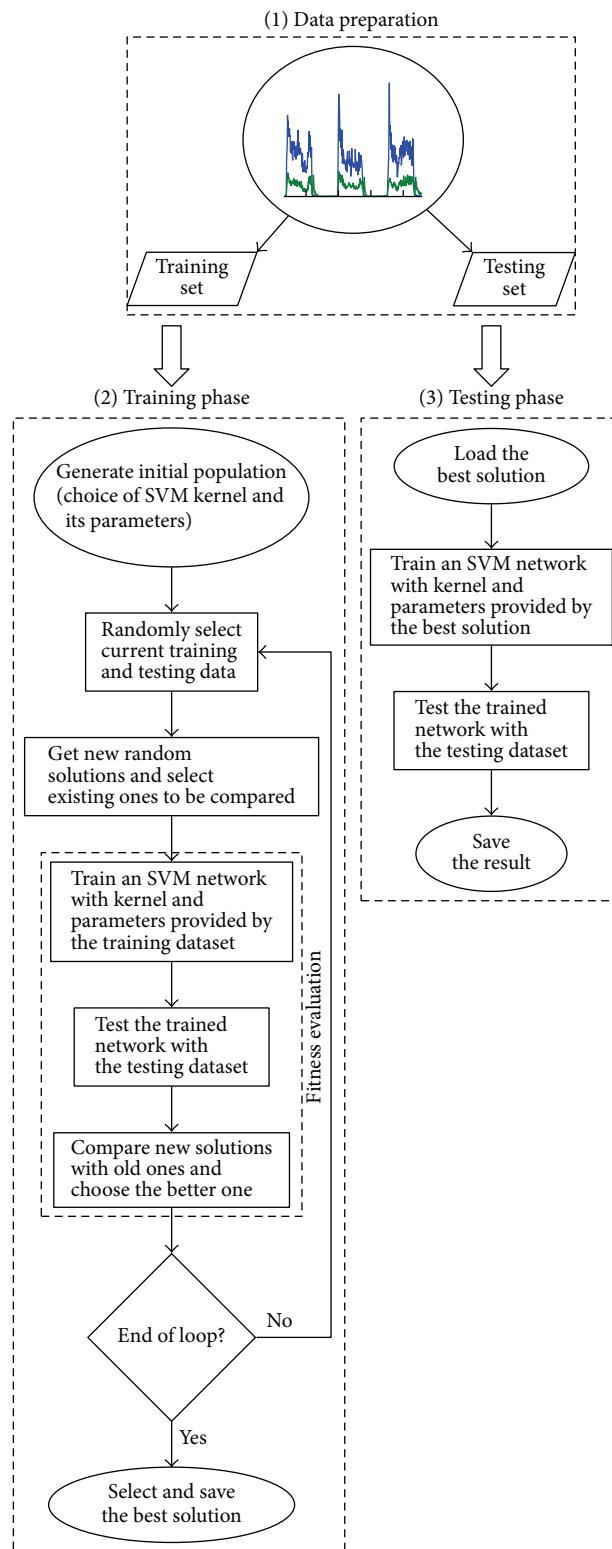 (1) Data preparation
Training
set
Testing
set
(2) Training phase
Generate initial population
(choice of SVM kernel and
its parameters)
Randomly select
current training
and testing data
Get new random
solutions and select
existing ones to be compared
Train an SVM network
with kernel and
parameters provided by
the training dataset
Test the trained
network with
the testing dataset
Compare new solutions
with old ones and
choose the better one
Fitness evaluation
End of loop?
No
Yes
Select and save
the best solution
(3) Testing phase
Load the
best solution
Train an SVM network
with kernel and
parameters provided by
the best solution
Test the trained
network with
the testing dataset
Save
the result